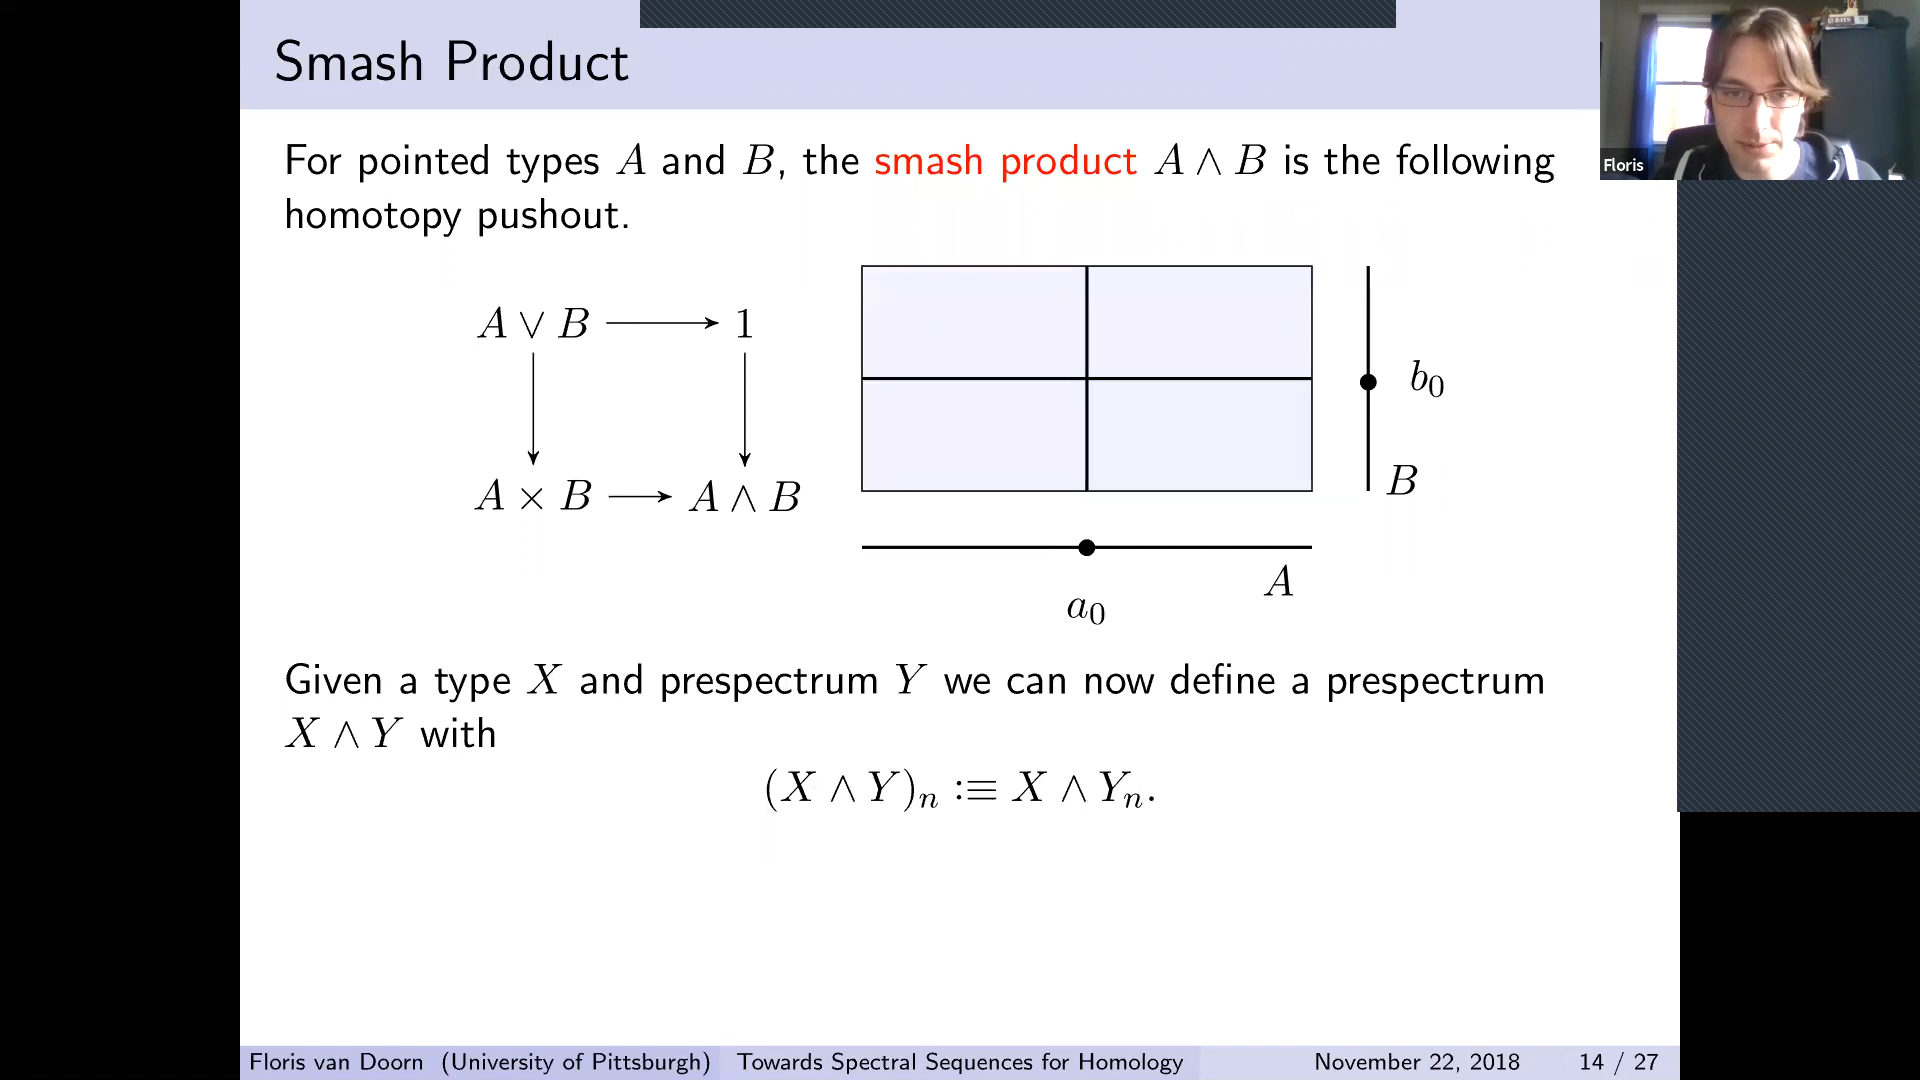 Smash Product
Floris
For pointed types A and B, the smash product A ∧ B is the following
homotopy pushout.
A ∨ B 1
A × B A ∧ B
b₀
B
A
a₀
Given a type X and prespectrum Y we can now define a prespectrum
X ∧ Y with
(X ∧ Y)ₙ :≡ X ∧ Yₙ.
Floris van Doorn (University of Pittsburgh) Towards Spectral Sequences for Homology November 22, 2018 14 / 27